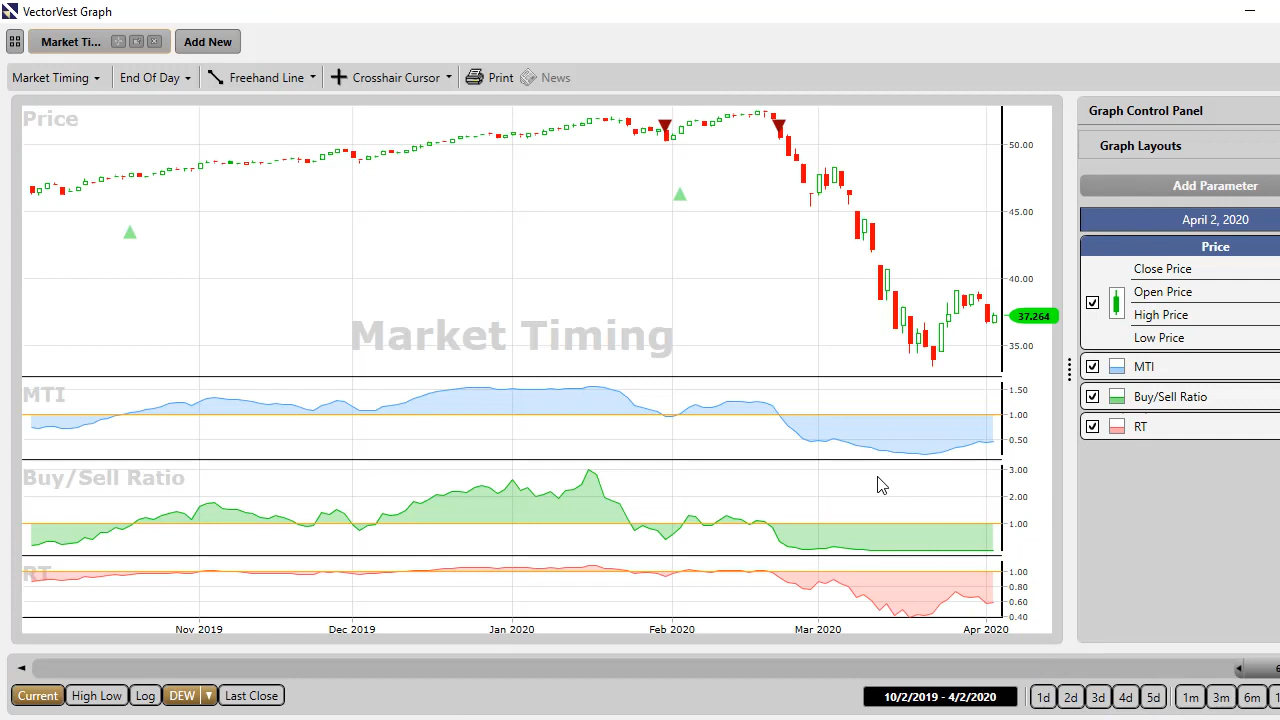 VectorVest Graph
Market Ti...
Add New
Market Timing
End Of Day
Freehand Line
Crosshair Cursor
Print
News
Price
50.00
45.00
40.00
37.264
35.00
Market Timing
MTI
1.50
1.00
0.50
Buy/Sell Ratio
3.00
2.00
1.00
RT
1.00
0.80
0.60
0.40
Nov 2019 Dec 2019 Jan 2020 Feb 2020 Mar 2020 Apr 2020
Graph Control Panel
Graph Layouts
Add Parameter
April 2, 2020
Price
Close Price
Open Price
High Price
Low Price
MTI
Buy/Sell Ratio
RT
Current High Low Log DEW Last Close
10/2/2019 - 4/2/2020
1d 2d 3d 4d 5d 1m 3m 6m